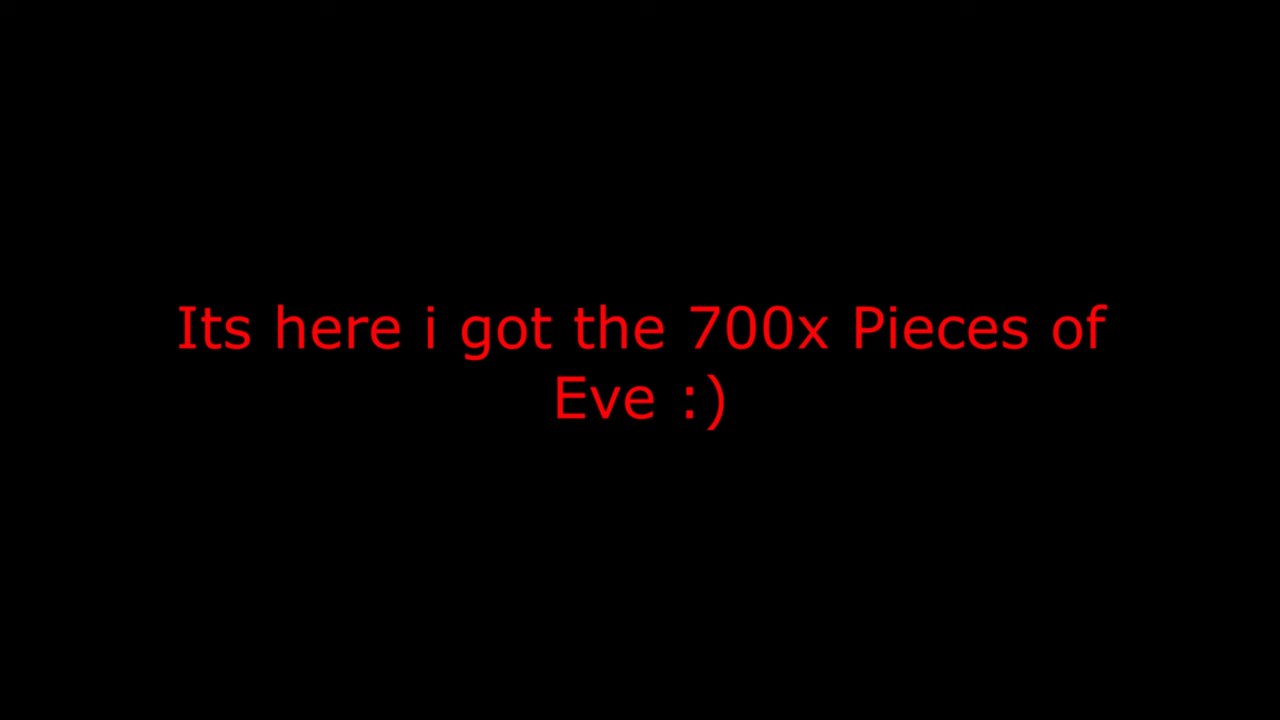 Its here i got the 700x Pieces of
Eve :)